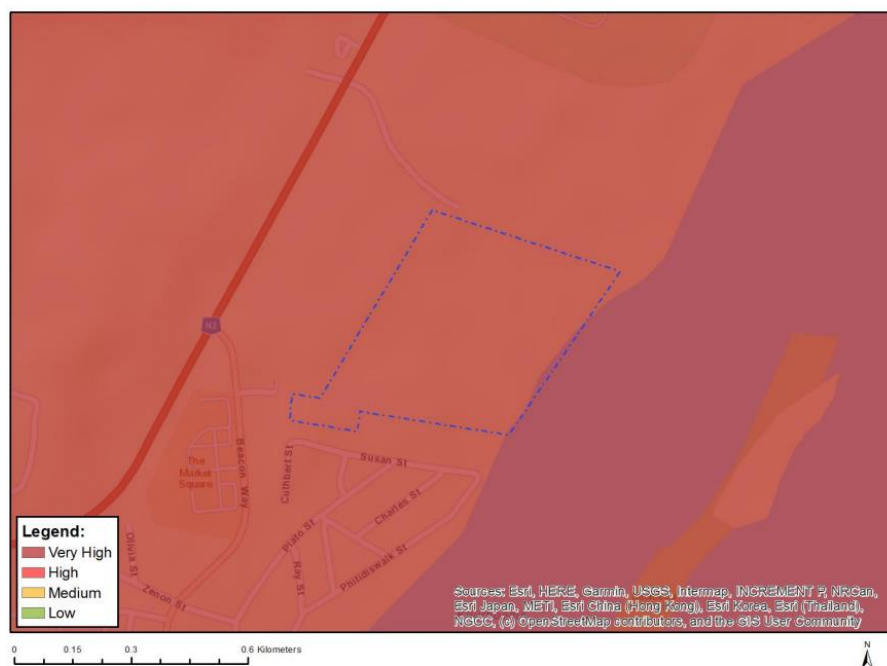 N2
The
Market
Square
Beacon Way
Cuthbert St
Susan St
Charles St
Plato St
Ray St
Phitidiswalk St
Olivia St
Zenon St
Legend:
Very High
High
Medium
Low
Sources: Esri, HERE, Garmin, USGS, Intermap, INCREMENT P, NRCan,
Esri Japan, METI, Esri China (Hong Kong), Esri Korea, Esri (Thailand),
NGCC, (c) OpenStreetMap contributors, and the GIS User Community
0 0.15 0.3 0.6 Kilometers
N